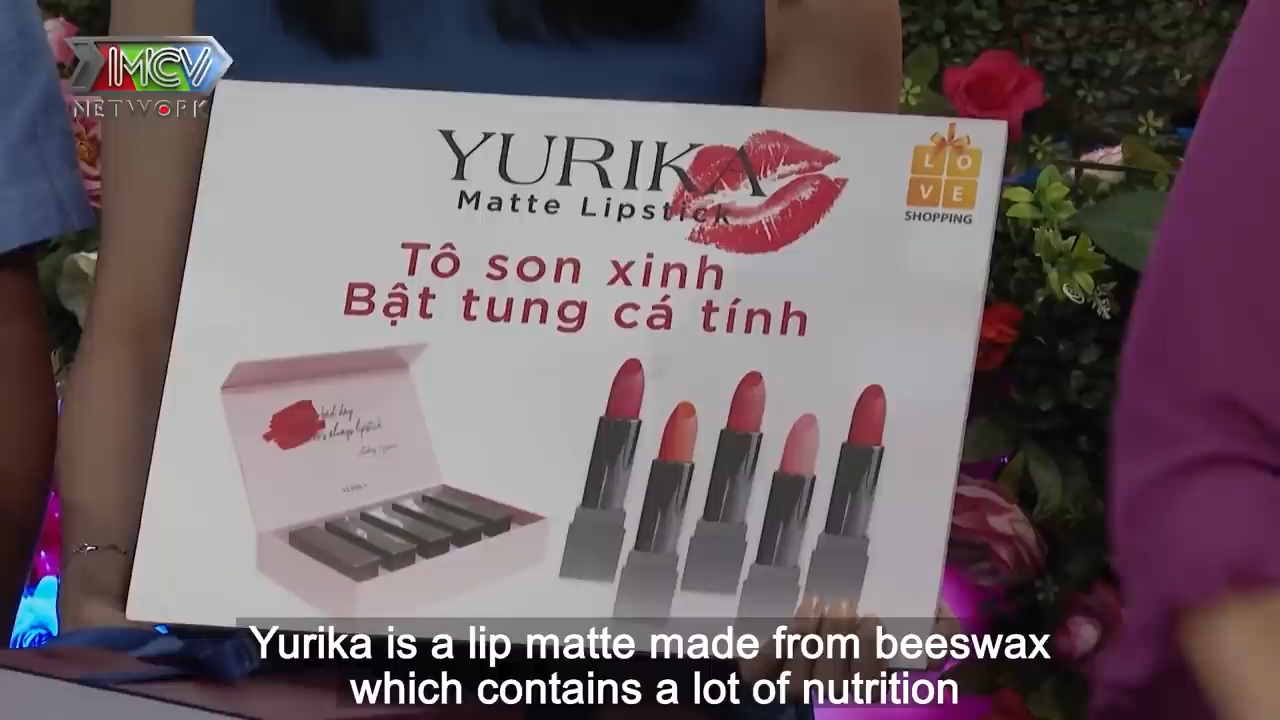 MCV
NETWORK
YURIKA
Matte Lipstick
LOVE
SHOPPING
Tô son xinh
Bật tung cá tính
YURIKA
Yurika is a lip matte made from beeswax
which contains a lot of nutrition